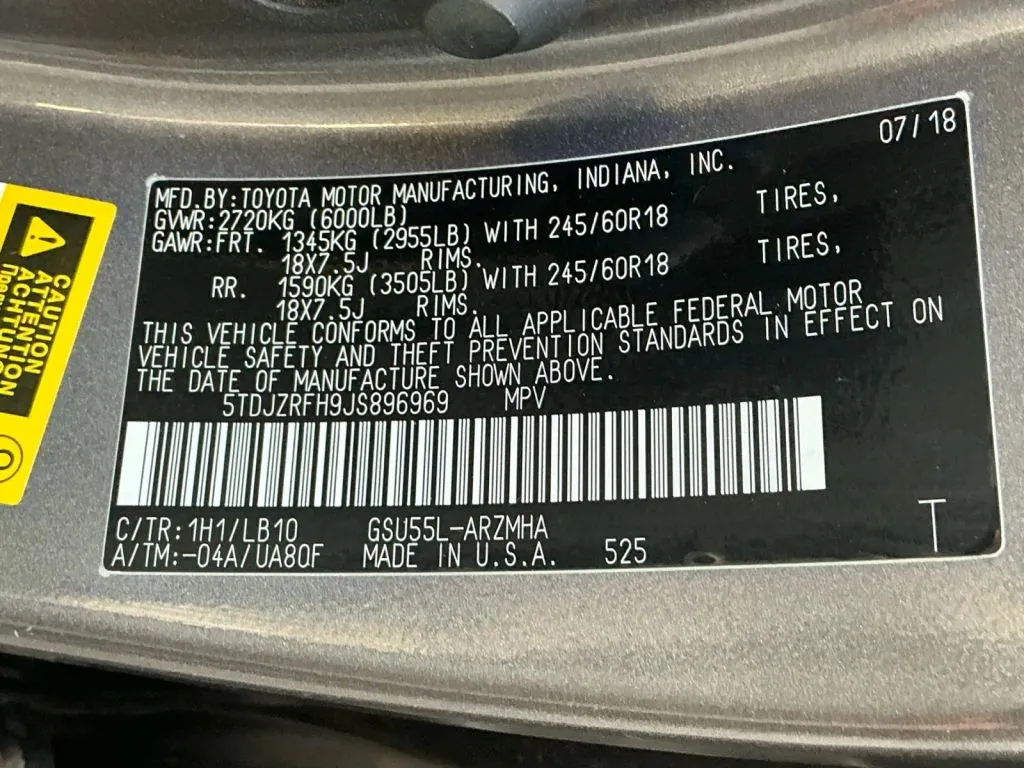 07/18
MFD.BY:TOYOTA MOTOR MANUFACTURING, INDIANA, INC.
GVWR:2720KG (6000LB)
GAWR:FRT. 1345KG (2955LB) WITH 245/60R18 TIRES,
18X7.5J RIMS.
RR. 1590KG (3505LB) WITH 245/60R18 TIRES,
18X7.5J RIMS.
THIS VEHICLE CONFORMS TO ALL APPLICABLE FEDERAL MOTOR
VEHICLE SAFETY AND THEFT PREVENTION STANDARDS IN EFFECT ON
THE DATE OF MANUFACTURE SHOWN ABOVE.
5TDJZRFH9JS896969 MPV
C/TR:1H1/LB10 GSU55L-ARZMHA
A/TM:-04A/UA80F MADE IN U.S.A. 525
T
CAUTION
ATTENTION
ACHTUNG